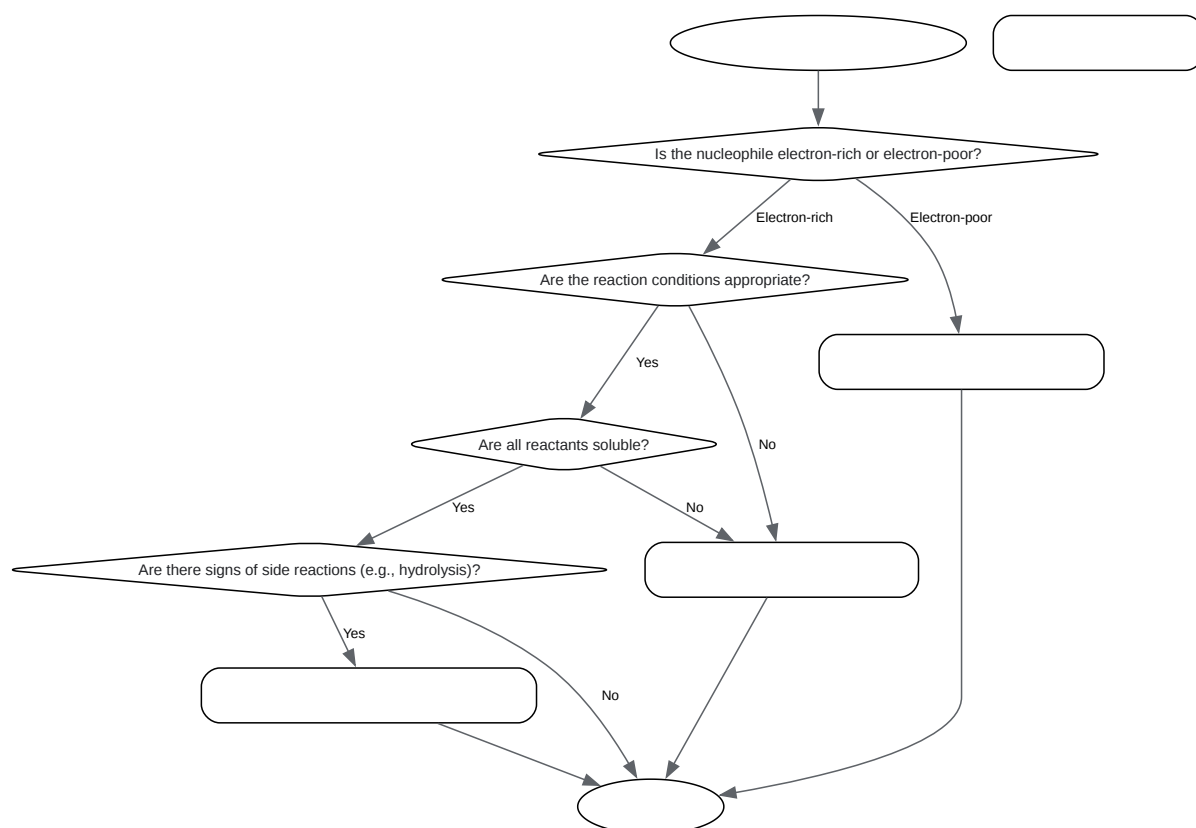 Is the nucleophile electron-rich or electron-poor?
Electron-rich
Electron-poor
Are the reaction conditions appropriate?
Yes
No
Are all reactants soluble?
Yes
No
Are there signs of side reactions (e.g., hydrolysis)?
Yes
No